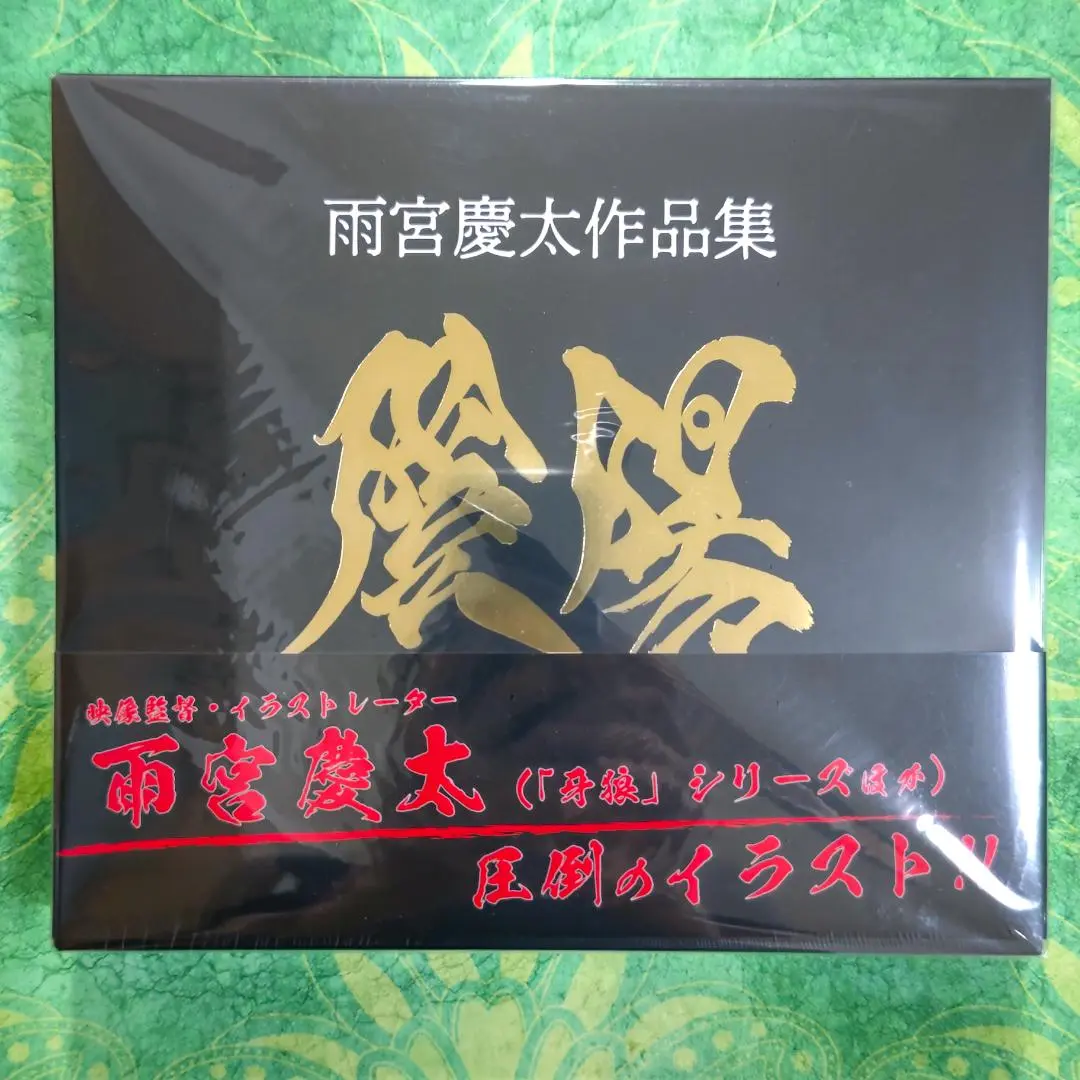 雨宮慶太作品集
陰陽
映像監督・イラストレーター
雨宮慶太(「牙狼」シリーズほか)
圧倒のイラスト!!